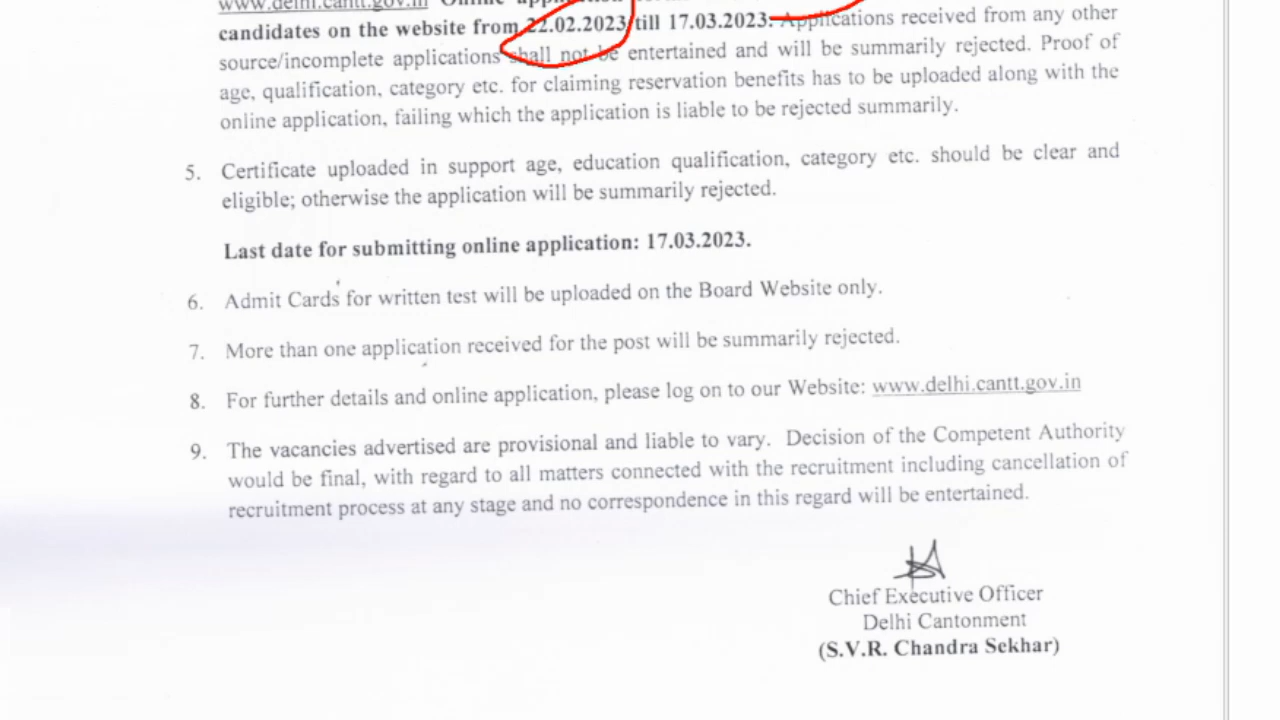 www.delhi.cantt.gov.in Online
candidates on the website from 22.02.2023 till 17.03.2023. Applications received from any other
source/incomplete applications shall not be entertained and will be summarily rejected. Proof of
age, qualification, category etc. for claiming reservation benefits has to be uploaded along with the
online application, failing which the application is liable to be rejected summarily.
5. Certificate uploaded in support age, education qualification, category etc. should be clear and
eligible; otherwise the application will be summarily rejected.
Last date for submitting online application: 17.03.2023.
6. Admit Cards for written test will be uploaded on the Board Website only.
7. More than one application received for the post will be summarily rejected.
8. For further details and online application, please log on to our Website: www.delhi.cantt.gov.in
9. The vacancies advertised are provisional and liable to vary. Decision of the Competent Authority
would be final, with regard to all matters connected with the recruitment including cancellation of
recruitment process at any stage and no correspondence in this regard will be entertained.
Chief Executive Officer
Delhi Cantonment
(S.V.R. Chandra Sekhar)